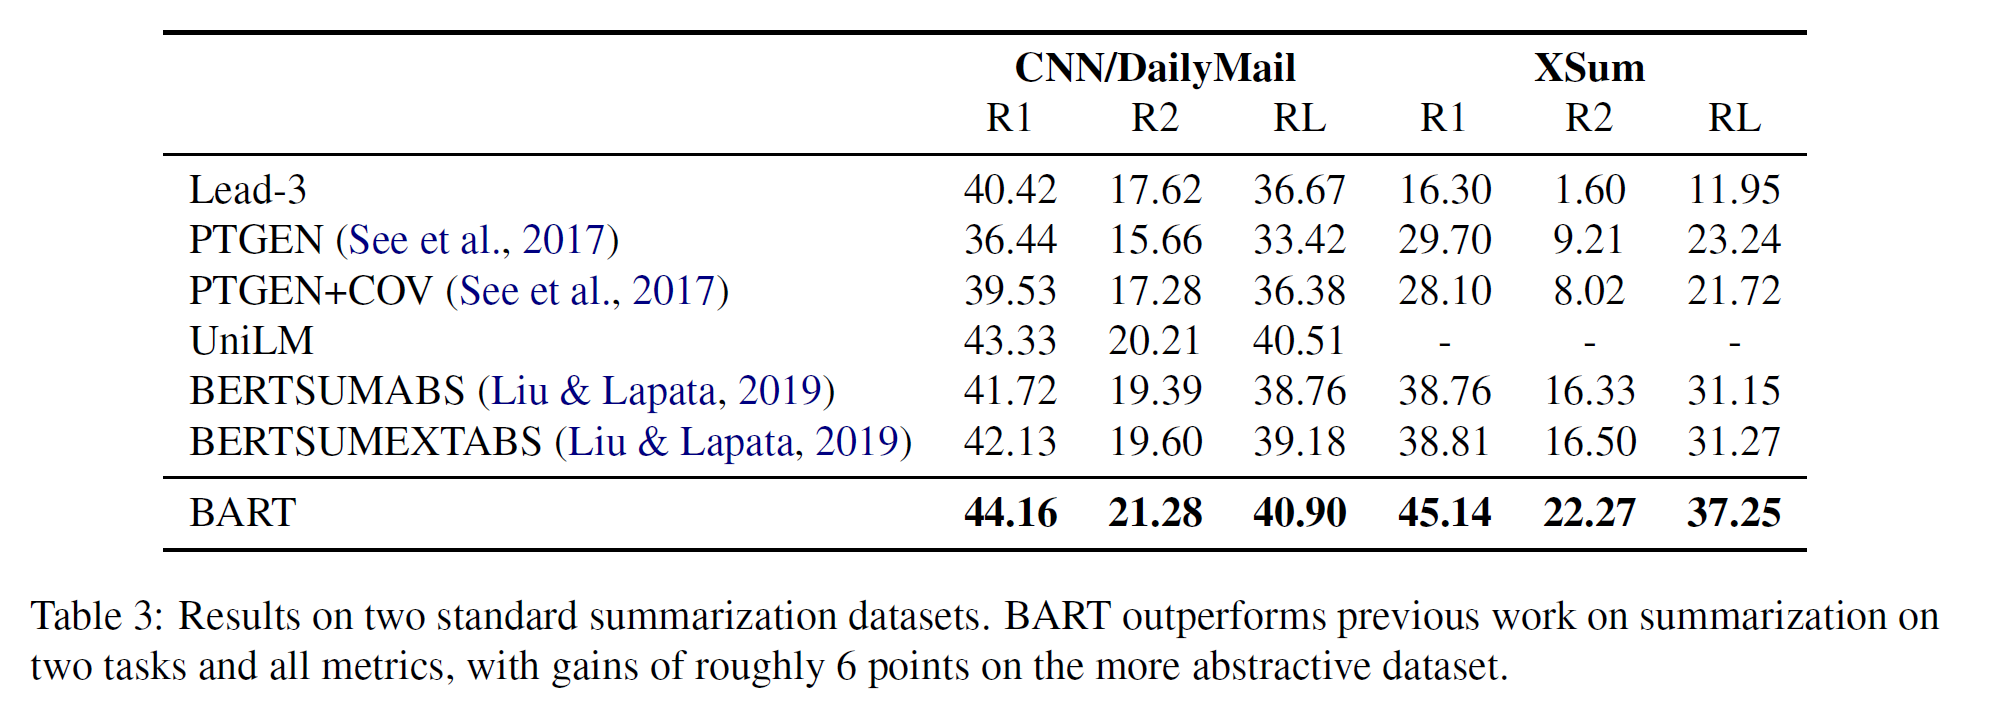 CNN/DailyMail XSum
R1 R2 RL R1 R2 RL
Lead-3 40.42 17.62 36.67 16.30 1.60 11.95
PTGEN (See et al., 2017) 36.44 15.66 33.42 29.70 9.21 23.24
PTGEN+COV (See et al., 2017) 39.53 17.28 36.38 28.10 8.02 21.72
UniLM 43.33 20.21 40.51 - - -
BERTSUMABS (Liu & Lapata, 2019) 41.72 19.39 38.76 38.76 16.33 31.15
BERTSUMEXTABS (Liu & Lapata, 2019) 42.13 19.60 39.18 38.81 16.50 31.27
BART 44.16 21.28 40.90 45.14 22.27 37.25
Table 3: Results on two standard summarization datasets. BART outperforms previous work on summarization on
two tasks and all metrics, with gains of roughly 6 points on the more abstractive dataset.